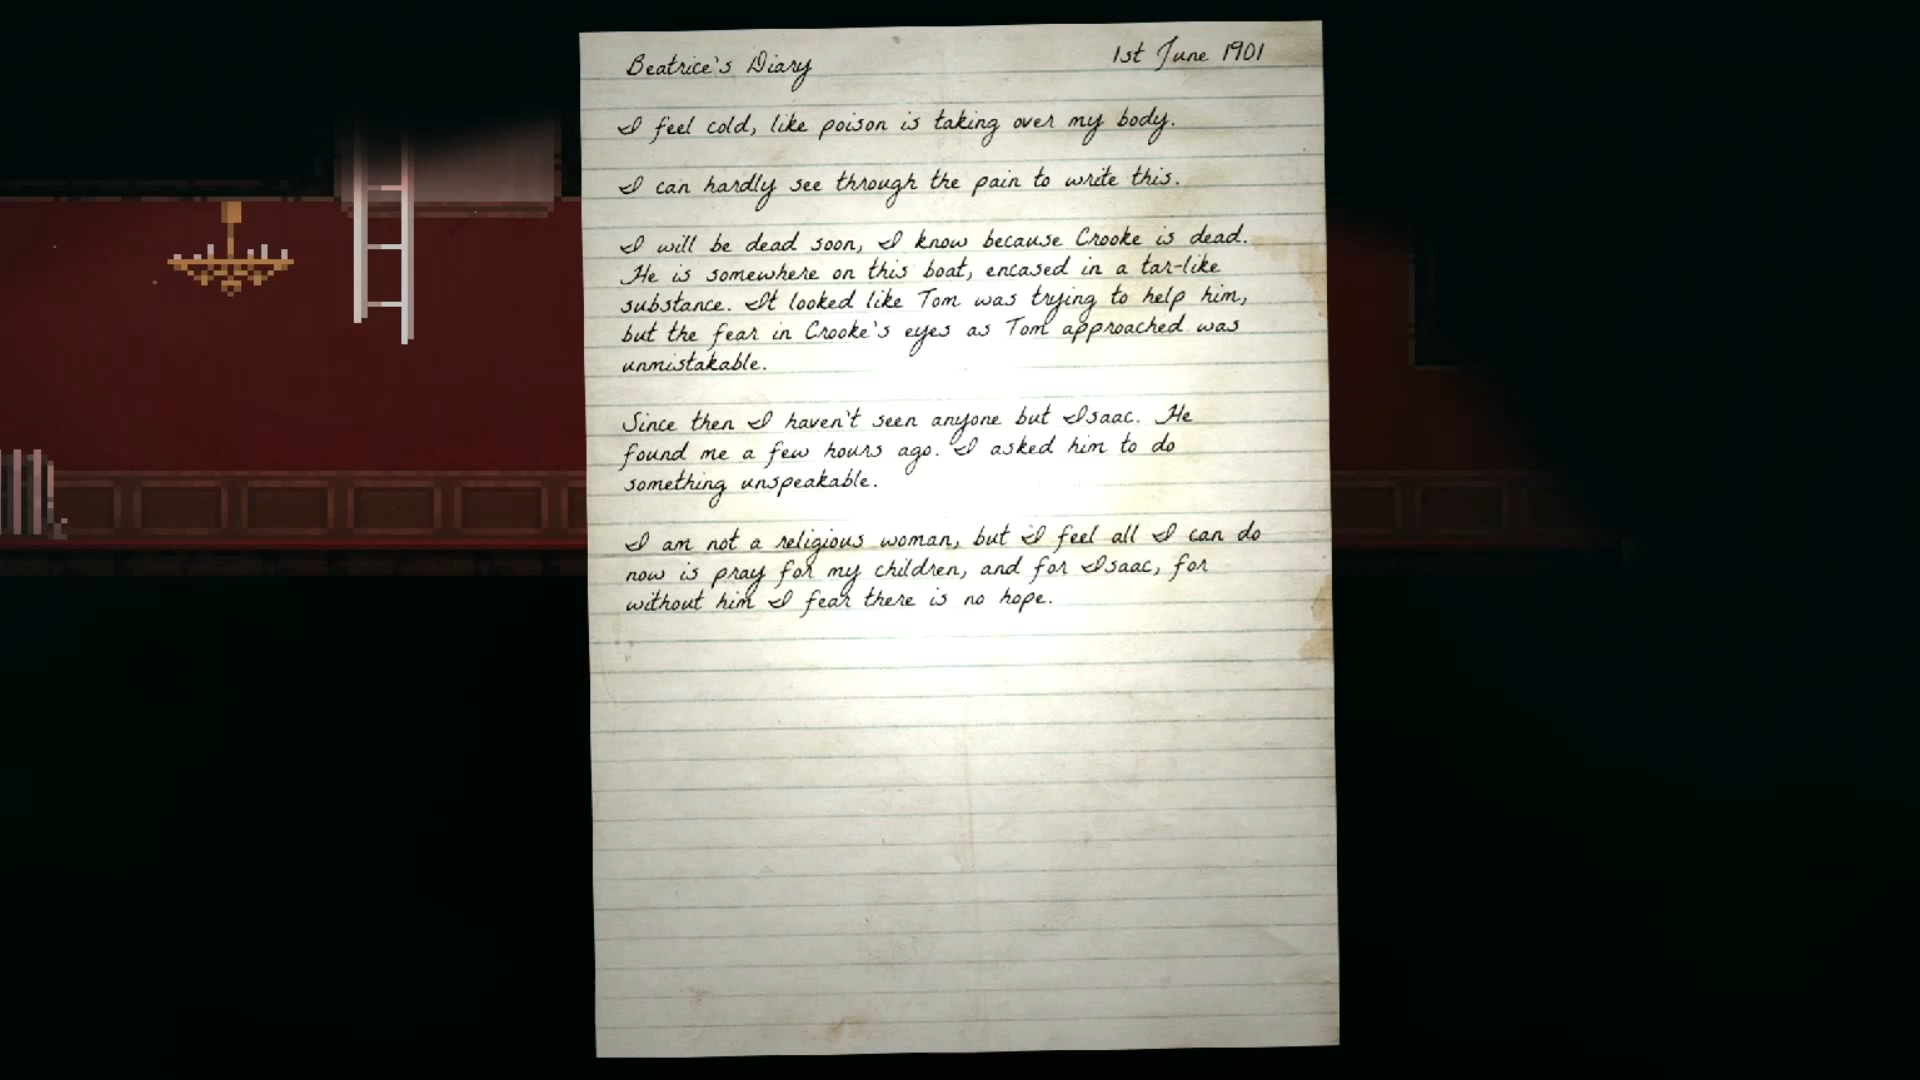 Beatrice's Diary 1st June 1901
I feel cold, like poison is taking over my body.
I can hardly see through the pain to write this.
I will be dead soon, I know because Crooke is dead.
He is somewhere on this boat, encased in a tar-like
substance. It looked like Tom was trying to help him,
but the fear in Crooke's eyes as Tom approached was
unmistakable.
Since then I haven't seen anyone but Isaac. He
found me a few hours ago. I asked him to do
something unspeakable.
I am not a religious woman, but I feel all I can do
now is pray for my children, and for Isaac, for
without him I fear there is no hope.